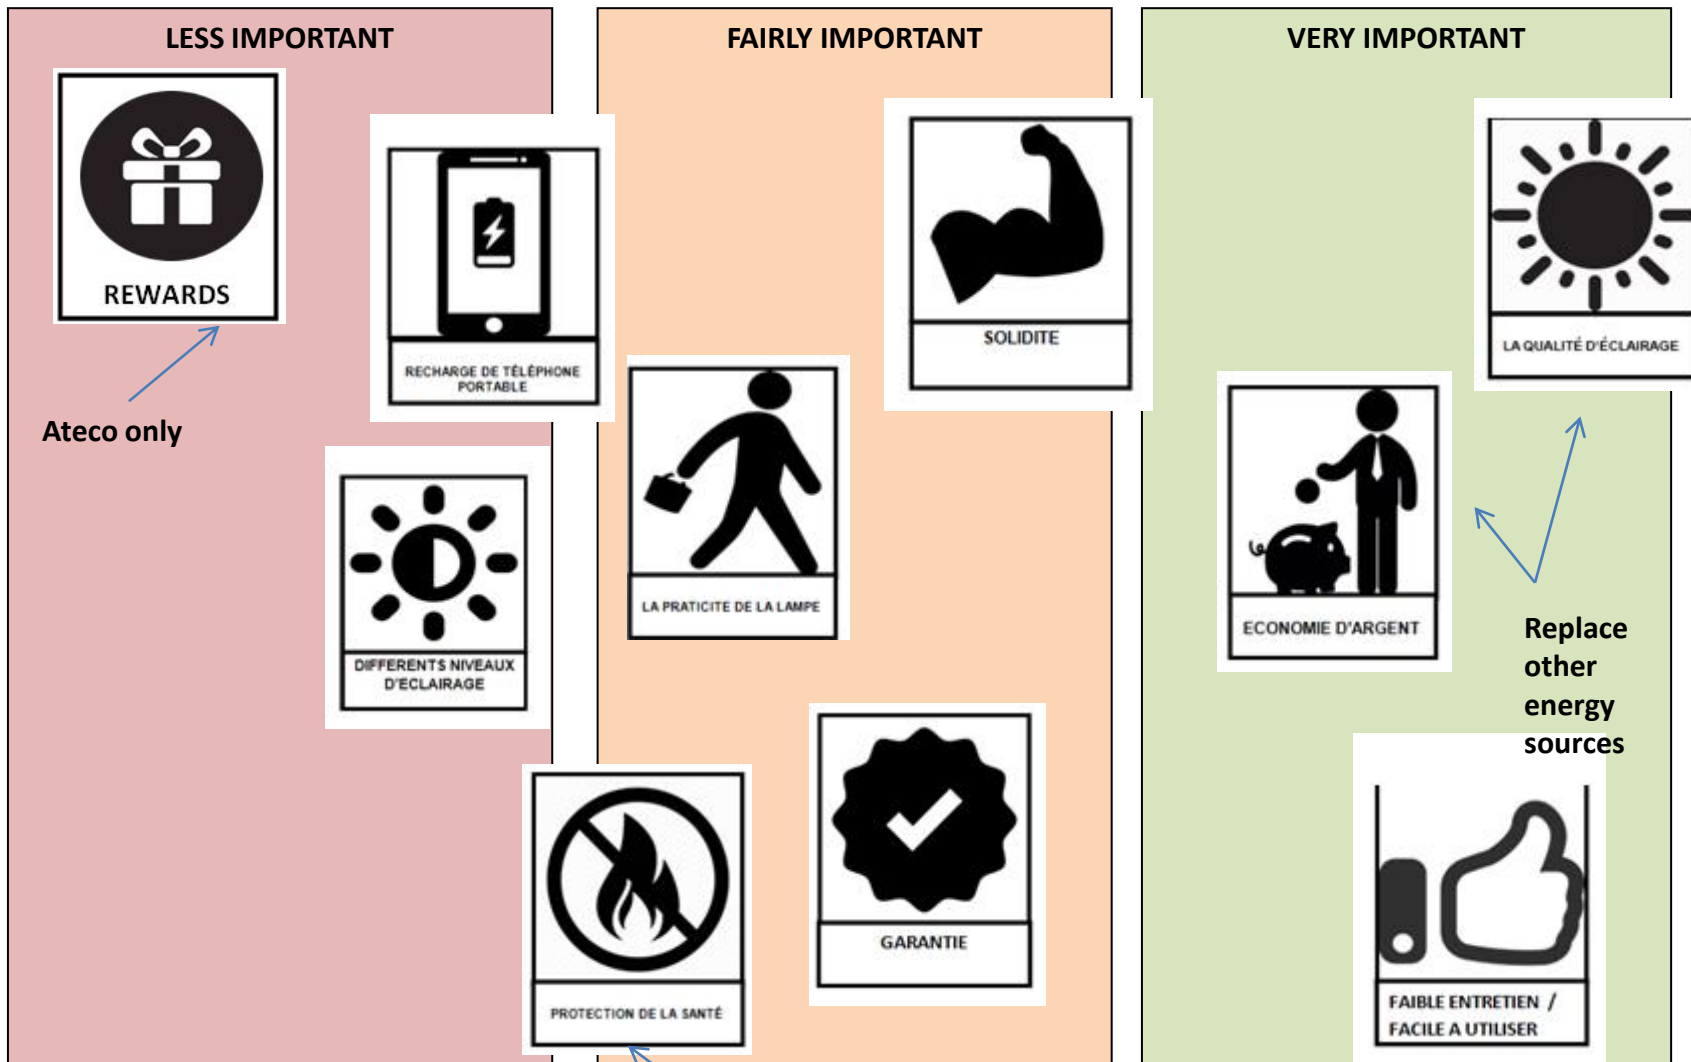 LESS IMPORTANT
REWARDS
Ateco only
RECHARGE DE TÉLÉPHONE
PORTABLE
DIFFERENTS NIVEAUX
D'ECLAIRAGE
PROTECTION DE LA SANTÉ
FAIRLY IMPORTANT
SOLIDITE
LA PRATICITE DE LA LAMPE
GARANTIE
VERY IMPORTANT
LA QUALITÉ D'ÉCLAIRAGE
ECONOMIE D'ARGENT
Replace
other
energy
sources
FAIBLE ENTRETIEN /
FACILE A UTILISER